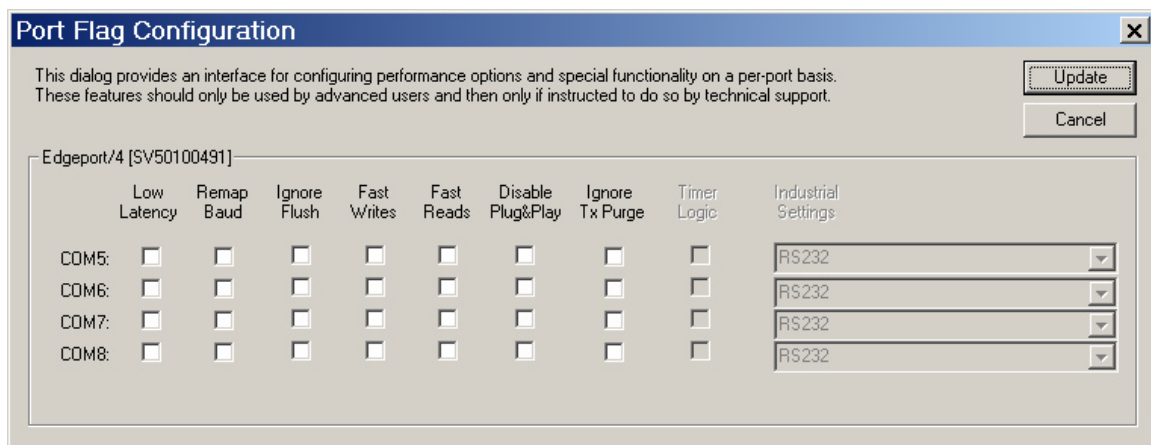 Port Flag Configuration
This dialog provides an interface for configuring performance options and special functionality on a per-port basis.
These features should only be used by advanced users and then only if instructed to do so by technical support.
Update
Cancel
Edgeport/4 [SV50100491]
Low Remap Ignore Fast Fast Disable Ignore Timer Industrial
Latency Baud Flush Writes Reads Plug&Play Tx Purge Logic Settings
COM5: RS232
COM6: RS232
COM7: RS232
COM8: RS232